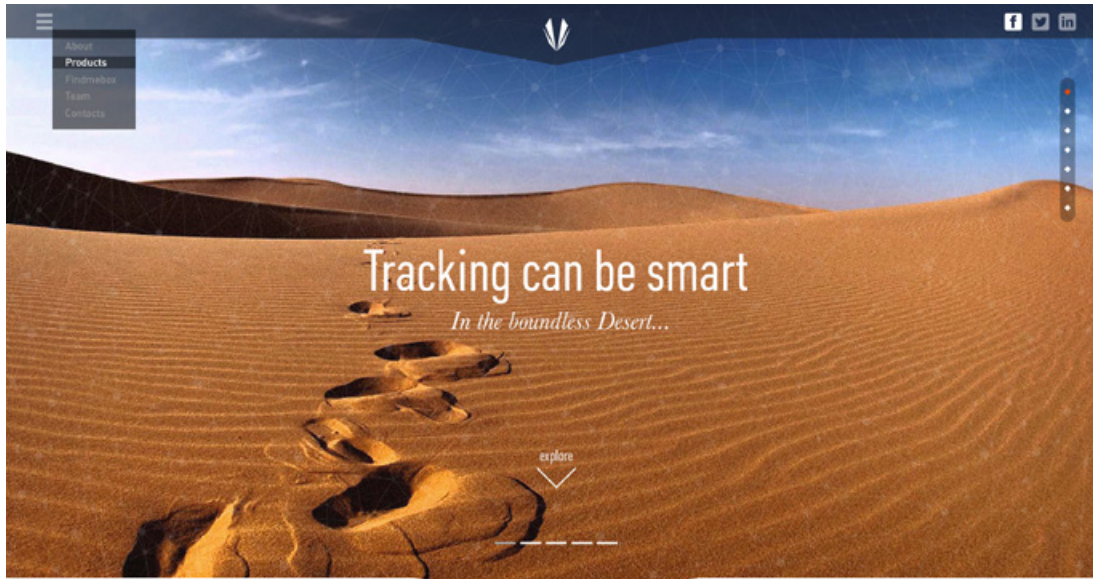 About
Products
Findmebox
Team
Contacts
Tracking can be smart
In the boundless Desert...
explore